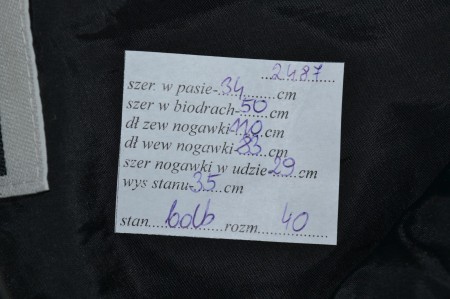 ...2487
szer. w pasie-34........cm
szer w biodrach-50...cm
dł zew nogawki-110.cm
dł wew nogawki-83.cm
szer nogawki w udzie 29.cm
wys stanu-35.cm
stan...bdb......rozm...40......